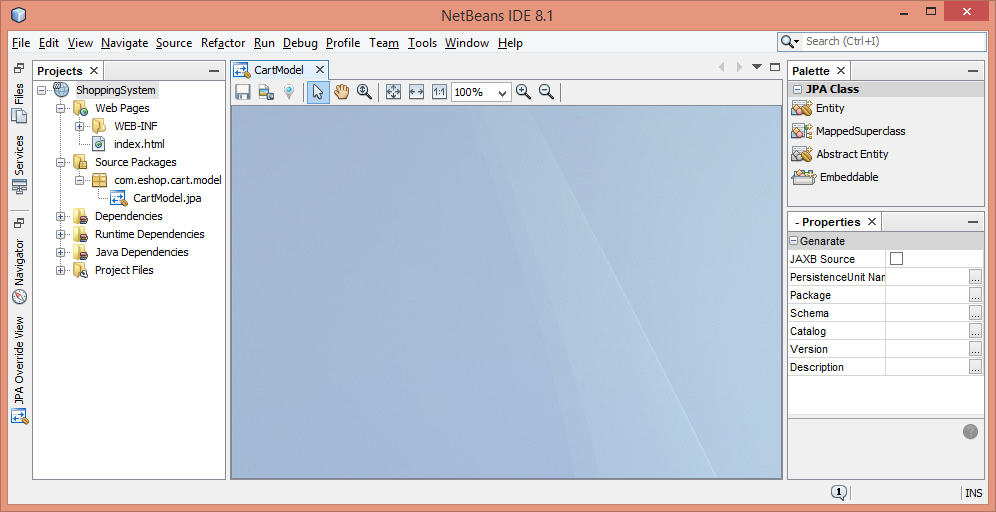 NetBeans IDE 8.1
File Edit View Navigate Source Refactor Run Debug Profile Team Tools Window Help
Search (Ctrl+I)
Files
Services
Navigator
JPA Override View
Projects
ShoppingSystem
Web Pages
WEB-INF
index.html
Source Packages
com.eshop.cart.model
CartModel.jpa
Dependencies
Runtime Dependencies
Java Dependencies
Project Files
CartModel
1:1
100%
Palette
JPA Class
Entity
MappedSuperclass
Abstract Entity
Embeddable
- Properties
Genarate
JAXB Source
PersistenceUnit Nar
...
Package
...
Schema
...
Catalog
...
Version
...
Description
...
?
1
INS